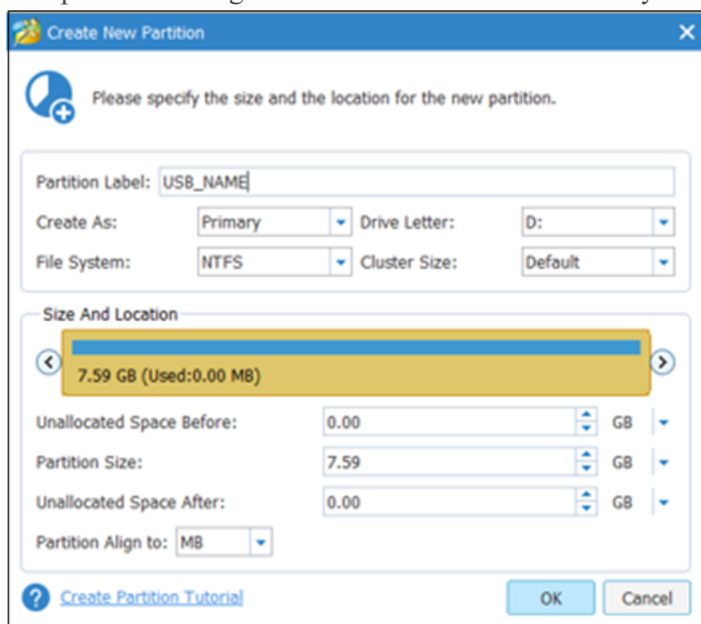 Create New Partition
Please specify the size and the location for the new partition.
Partition Label: USB_NAME
Create As: Primary Drive Letter: D:
File System: NTFS Cluster Size: Default
Size And Location
7.59 GB (Used:0.00 MB)
Unallocated Space Before: 0.00 GB
Partition Size: 7.59 GB
Unallocated Space After: 0.00 GB
Partition Align to: MB
Create Partition Tutorial OK Cancel